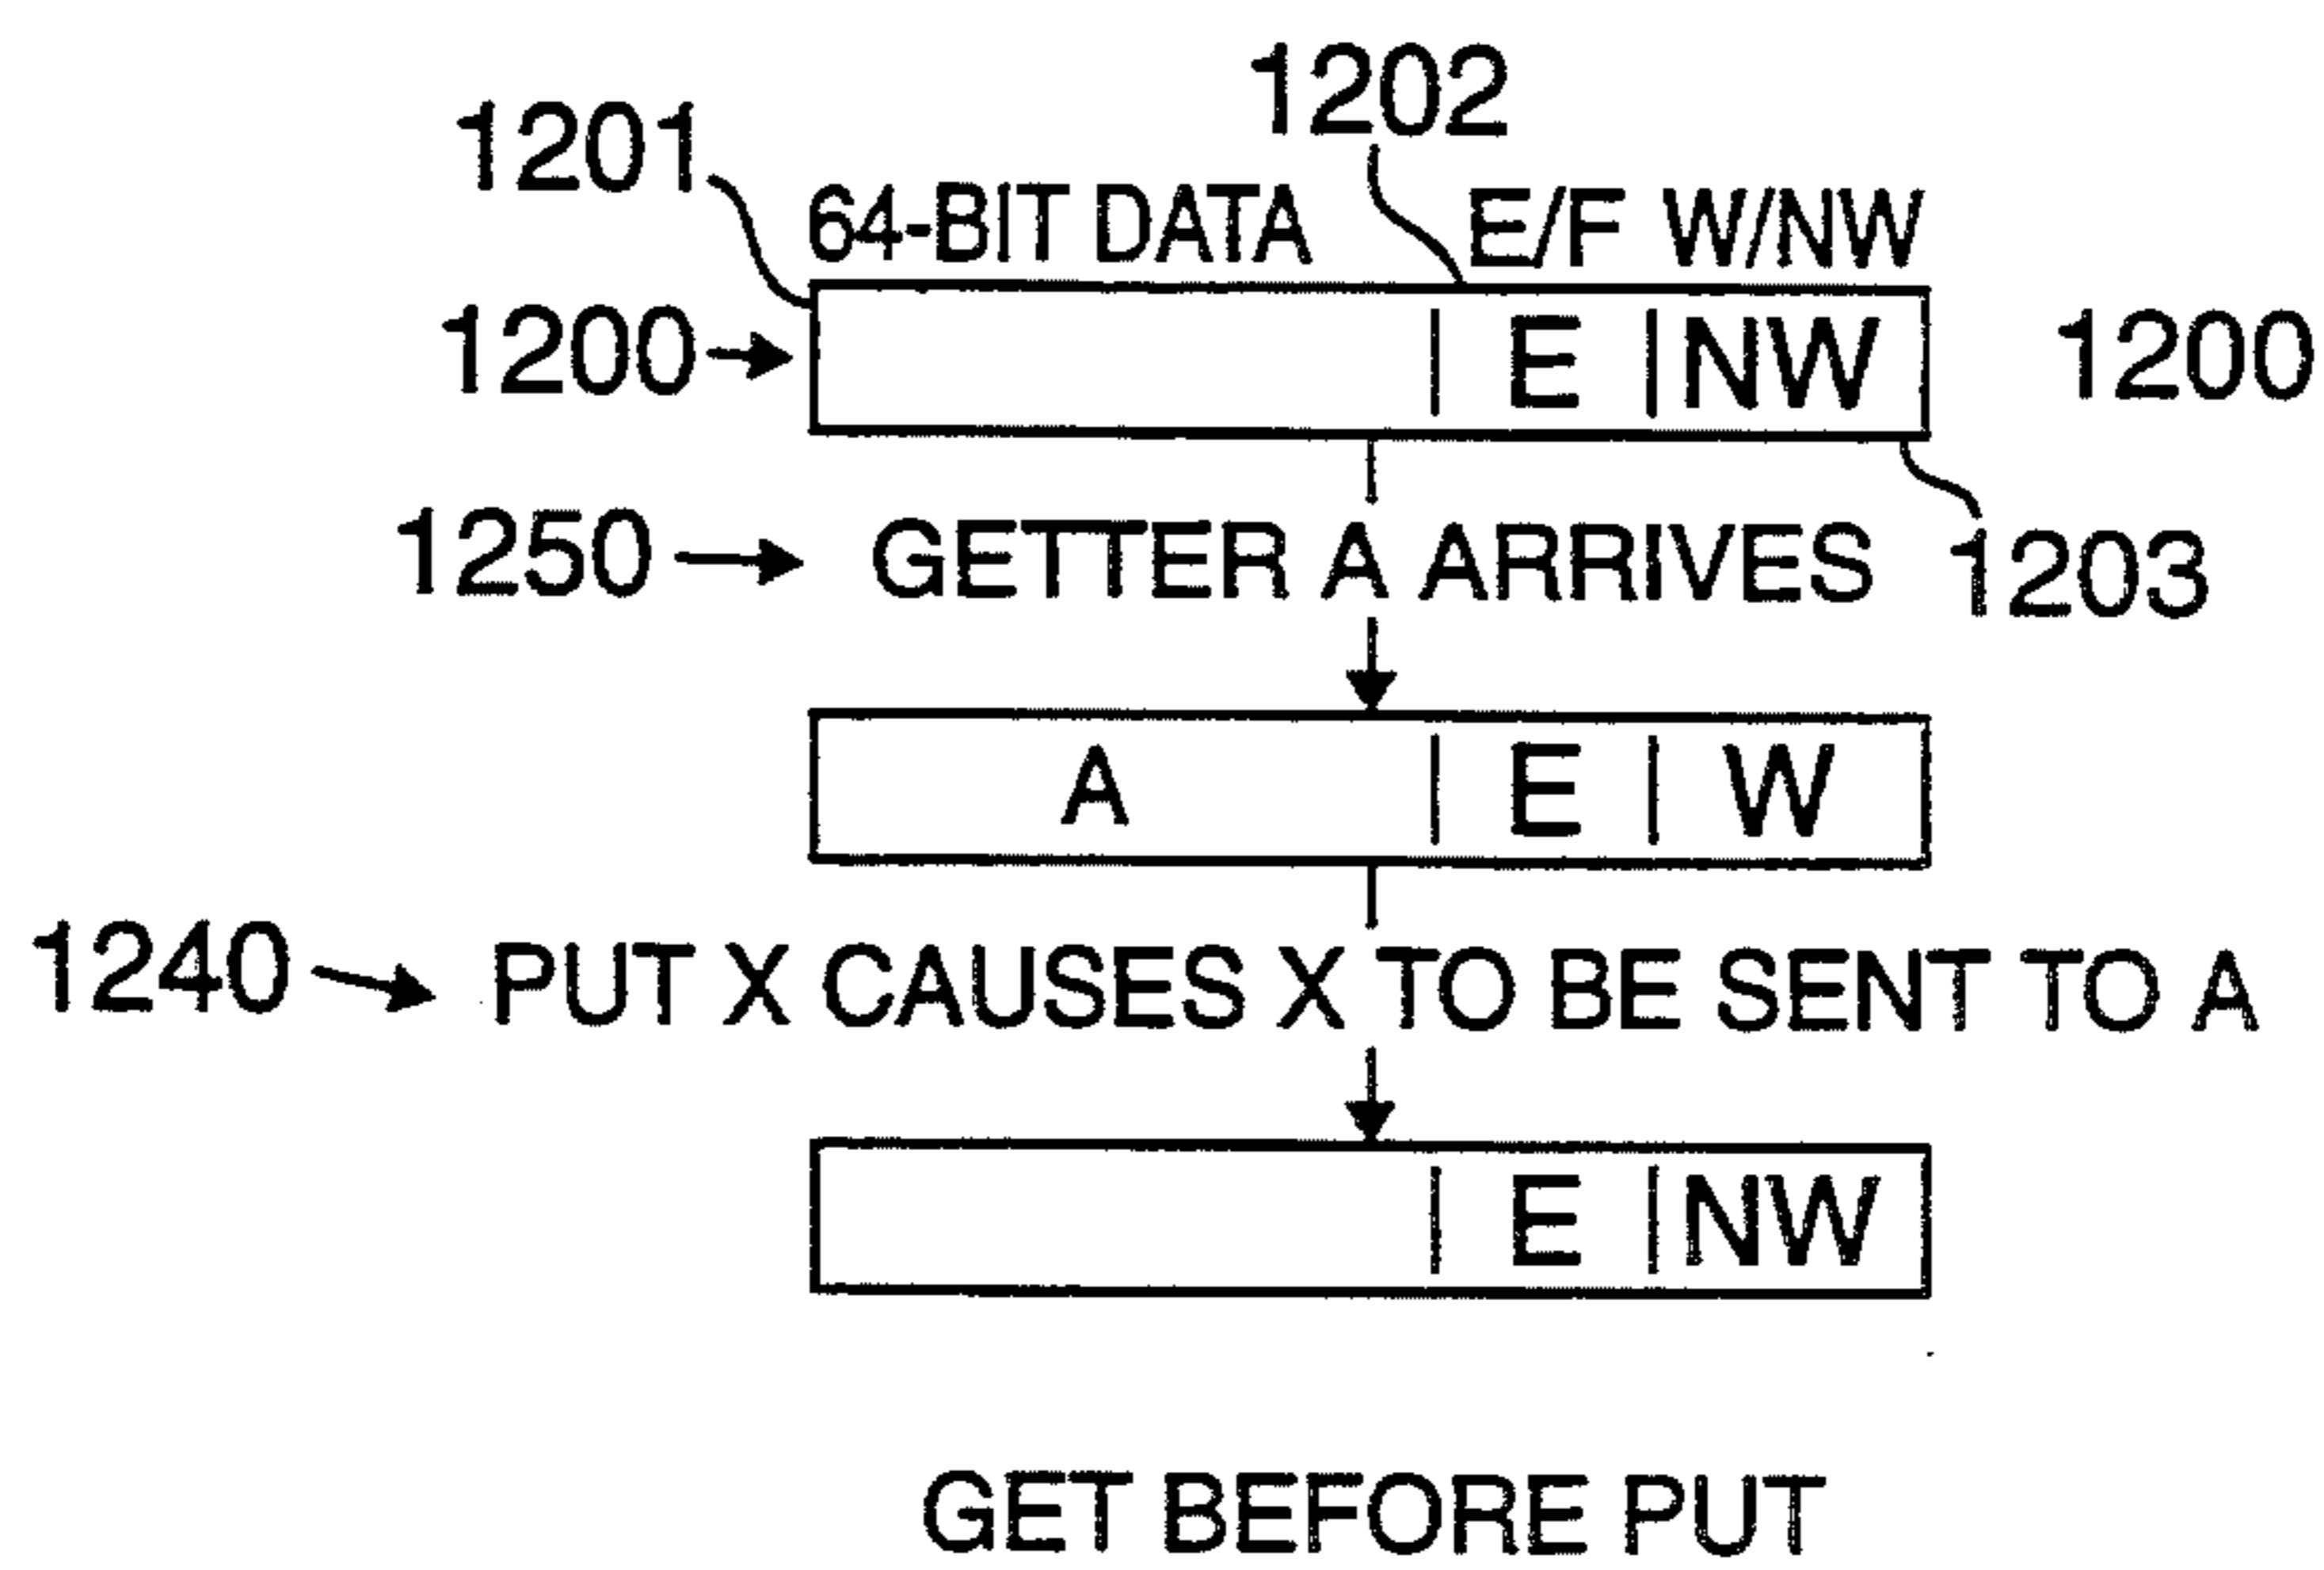 1202
1201
64-BIT DATA E/F W/NW
1200 E NW 1200
1250 GETTER A ARRIVES 1203
A E W
1240 PUT X CAUSES X TO BE SENT TO A
E NW
GET BEFORE PUT